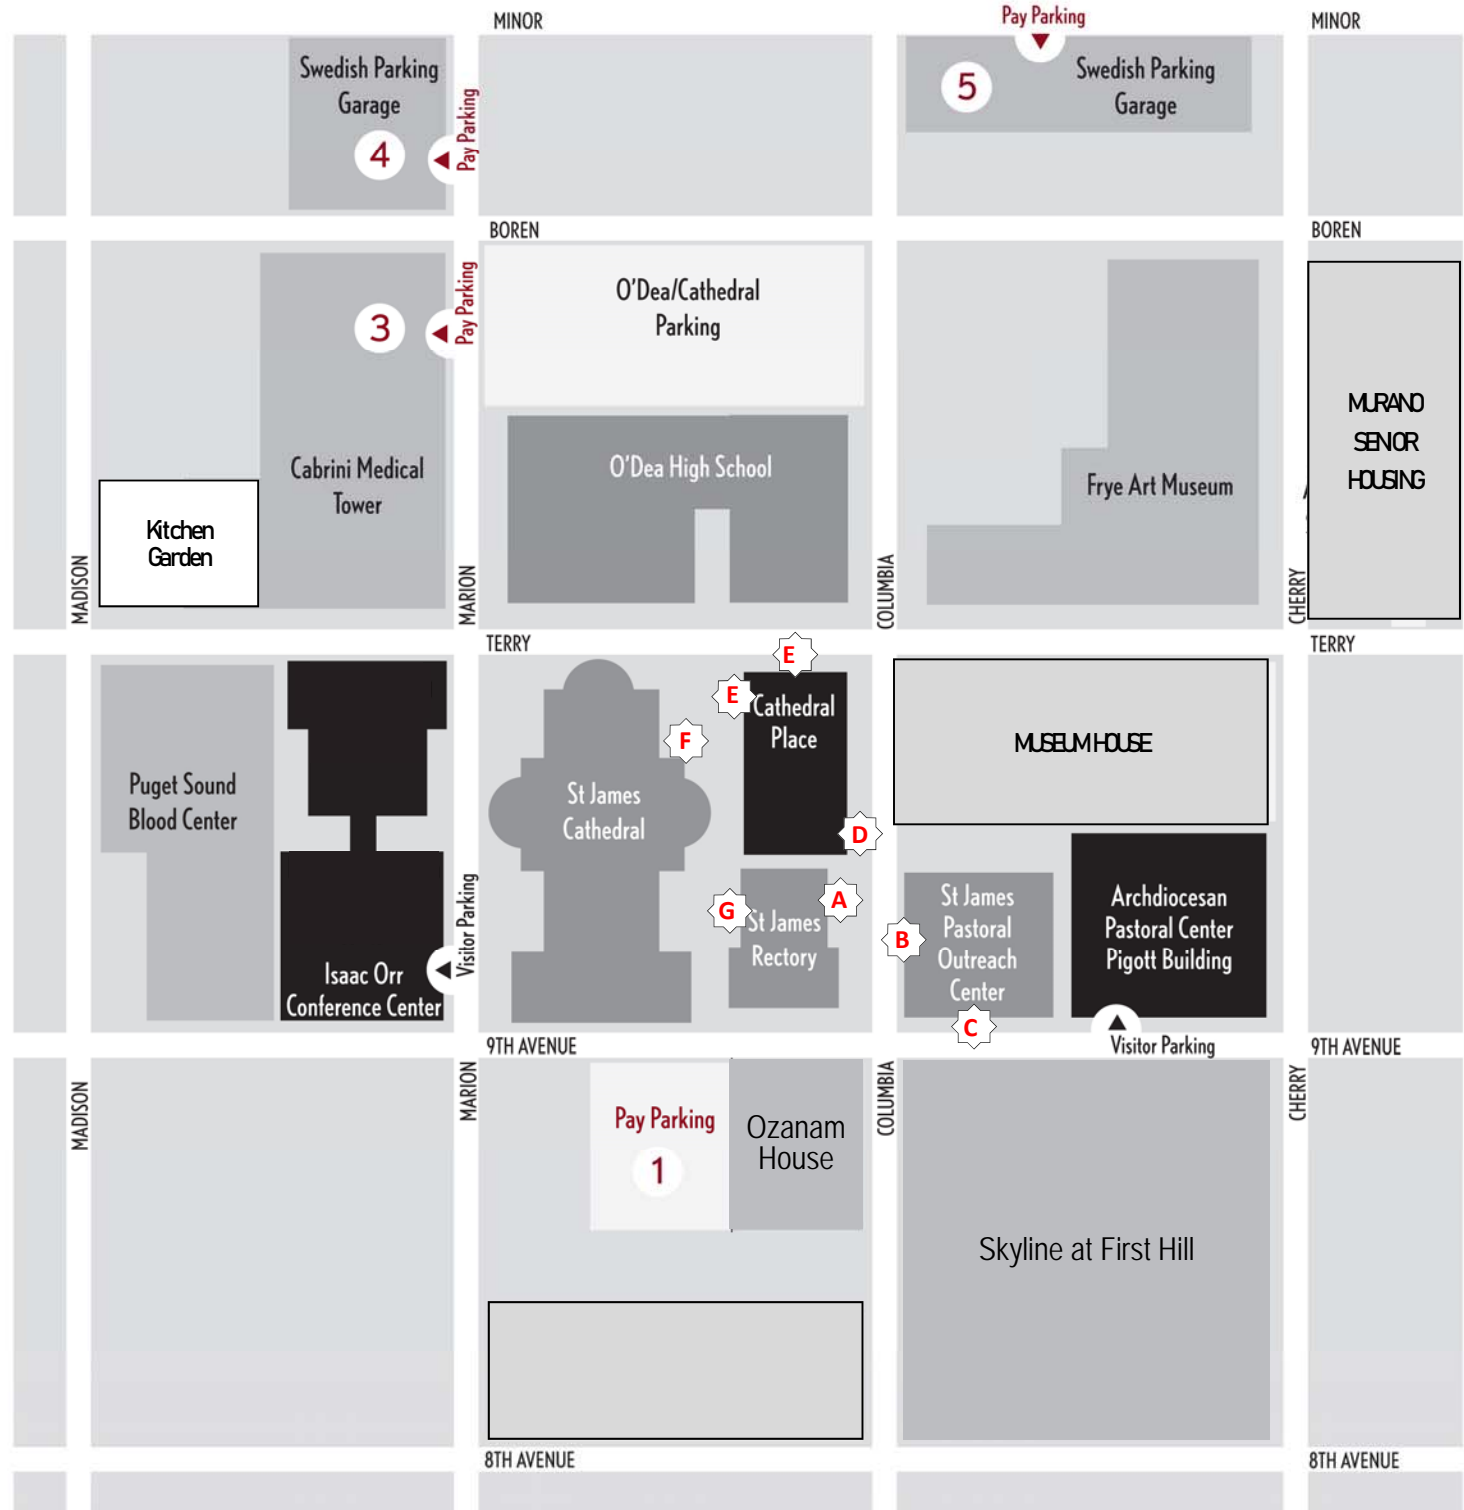 MINOR
Pay Parking
MINOR
Swedish Parking
Garage
4
Pay Parking
5
Swedish Parking
Garage
BOREN
BOREN
3
Pay Parking
O'Dea/Cathedral
Parking
MURANO
SENIOR
HOUSING
Cabrini Medical
Tower
O'Dea High School
Frye Art Museum
Kitchen
Garden
MADISON
MARION
COLUMBIA
CHERRY
TERRY
TERRY
E
E
Cathedral
Place
F
MUSEUM HOUSE
Puget Sound
Blood Center
St James
Cathedral
D
A
G
St James
Rectory
B
St James
Pastoral
Outreach
Center
C
Archdiocesan
Pastoral Center
Pigott Building
Visitor Parking
Isaac Orr
Conference Center
Visitor Parking
9TH AVENUE
9TH AVENUE
MADISON
MARION
COLUMBIA
CHERRY
Pay Parking
1
Ozanam
House
Skyline at First Hill
8TH AVENUE
8TH AVENUE